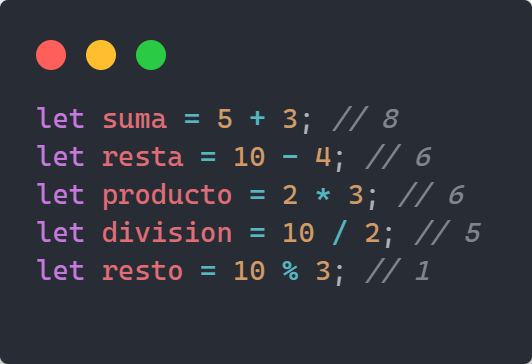 let suma = 5 + 3; // 8
let resta = 10 - 4; // 6
let producto = 2 * 3; // 6
let division = 10 / 2; // 5
let resto = 10 % 3; // 1